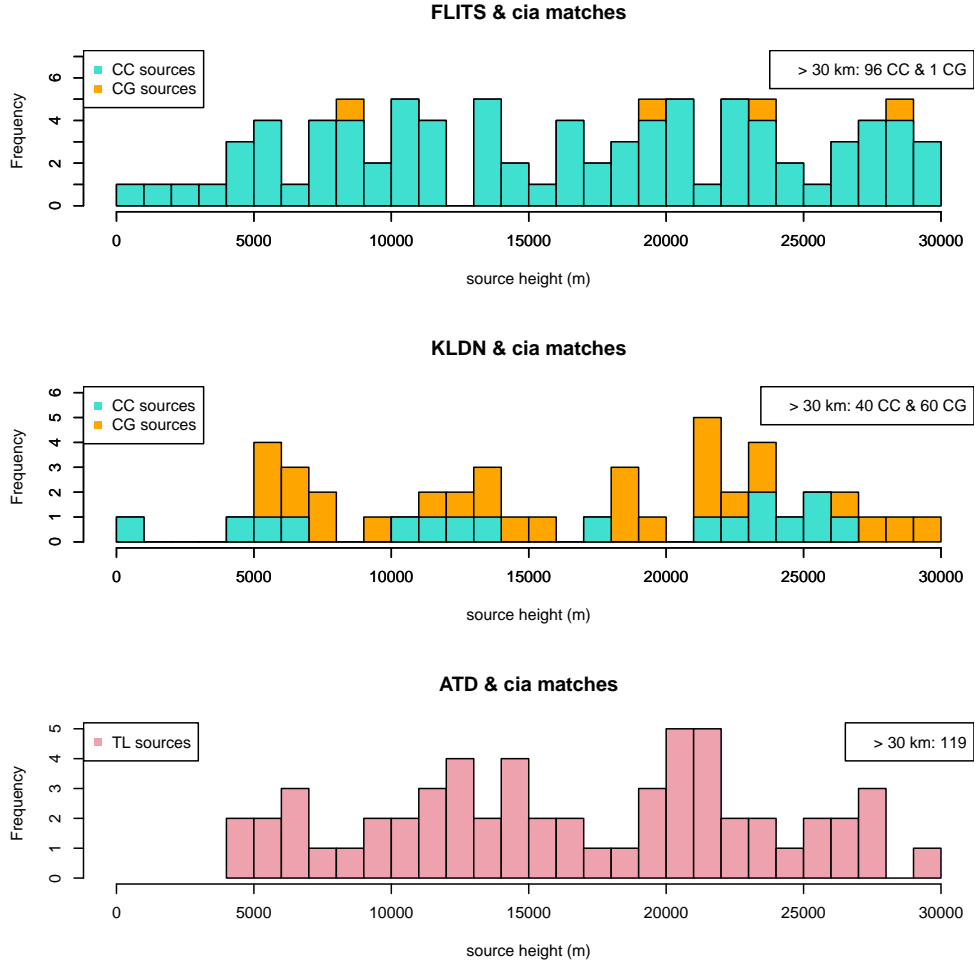 FLITS & cia matches
Frequency
0 2 4 6
CC sources
CG sources
> 30 km: 96 CC & 1 CG
0 5000 10000 15000 20000 25000 30000
source height (m)
KLDN & cia matches
Frequency
0 1 2 3 4 5 6
CC sources
CG sources
> 30 km: 40 CC & 60 CG
0 5000 10000 15000 20000 25000 30000
source height (m)
ATD & cia matches
Frequency
0 1 2 3 4 5
TL sources
> 30 km: 119
0 5000 10000 15000 20000 25000 30000
source height (m)